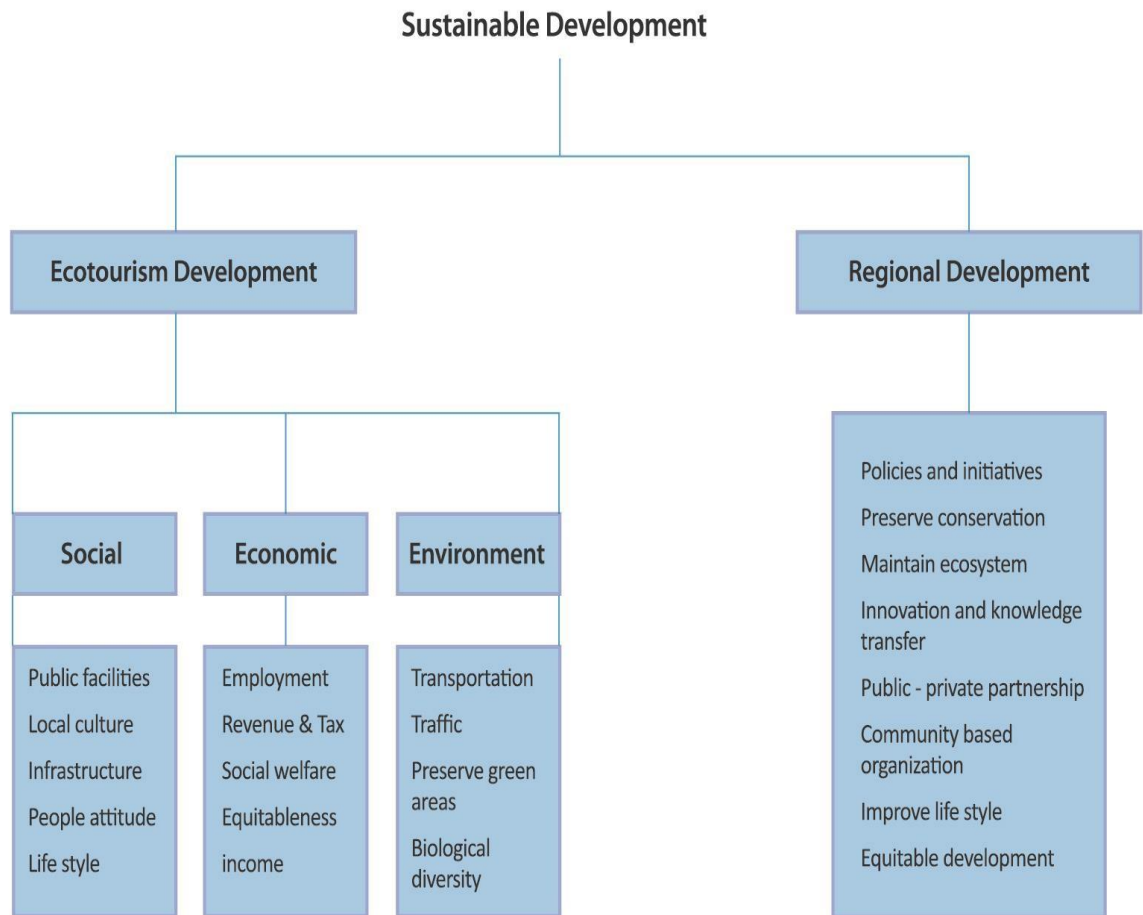 Sustainable Development
Ecotourism Development
Regional Development
Social
Economic
Environment
Public facilities
Local culture
Infrastructure
People attitude
Life style
Employment
Revenue & Tax
Social welfare
Equitableness
income
Transportation
Traffic
Preserve green
areas
Biological
diversity
Policies and initiatives
Preserve conservation
Maintain ecosystem
Innovation and knowledge
transfer
Public - private partnership
Community based
organization
Improve life style
Equitable development